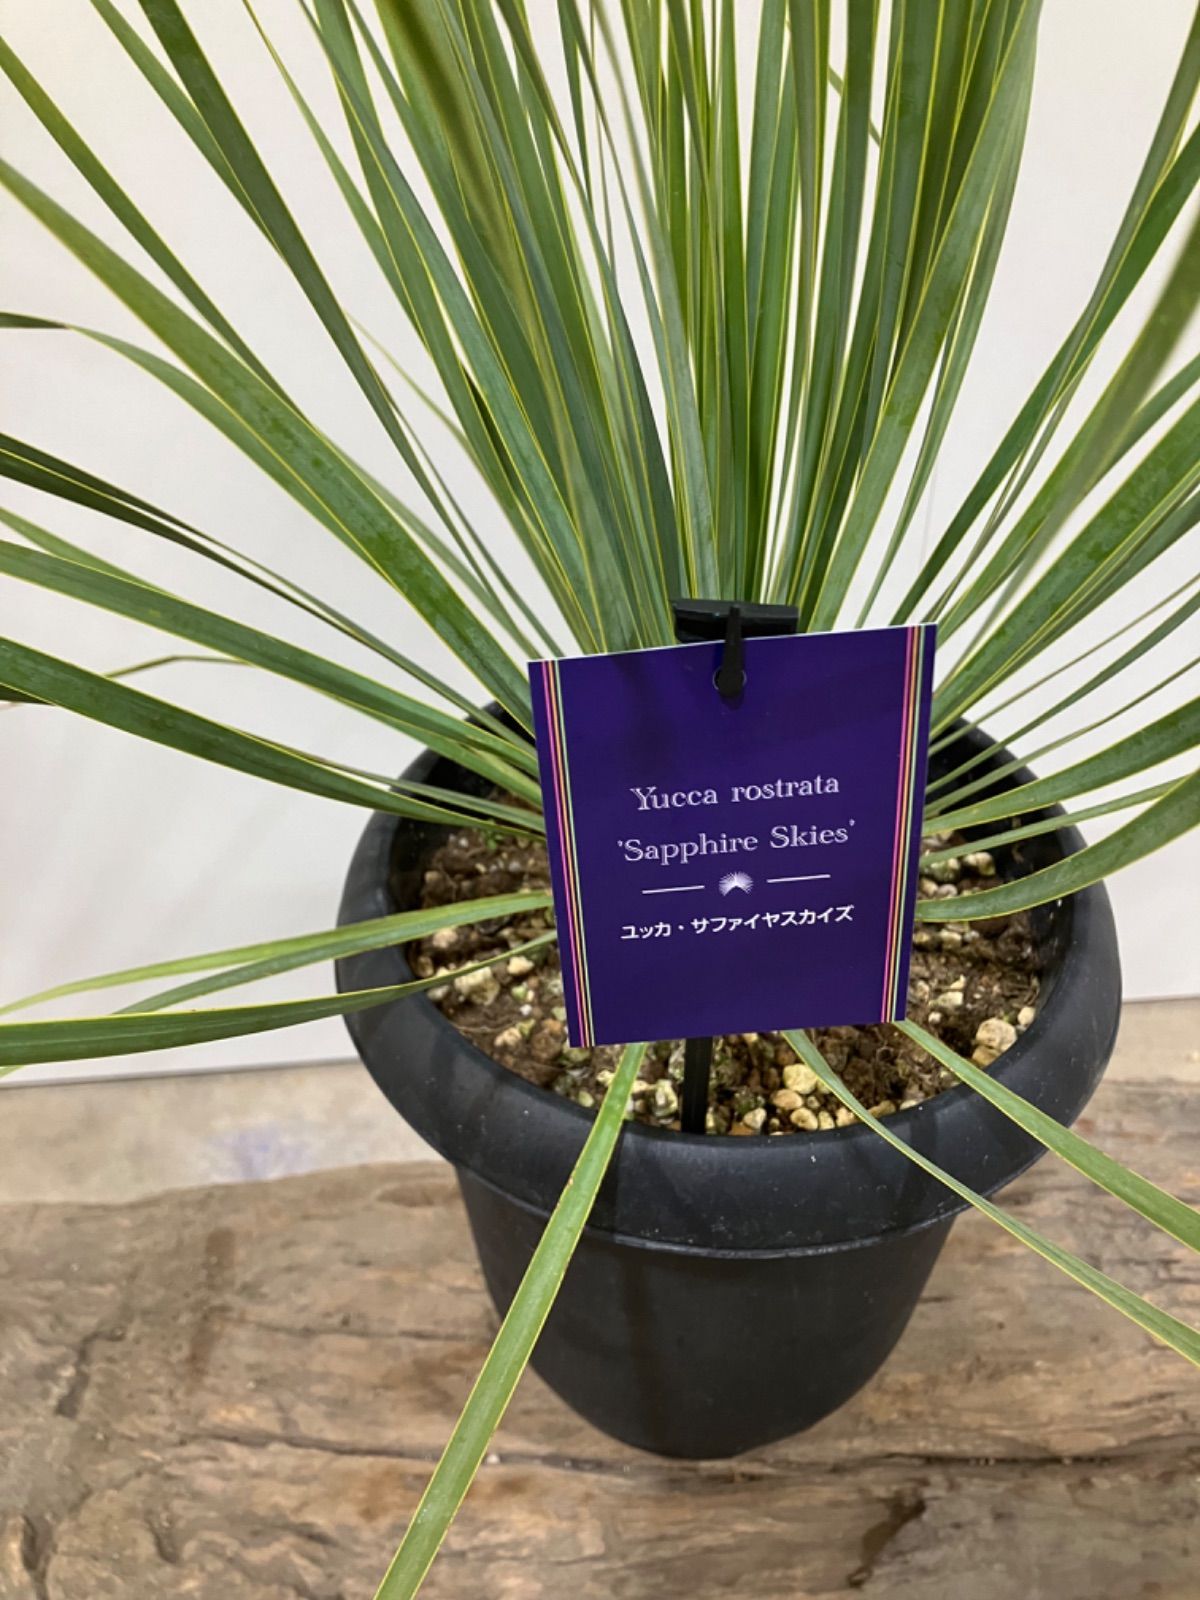 Yucca rostrata
'Sapphire Skies'
ユッカ・サファイヤスカイズ